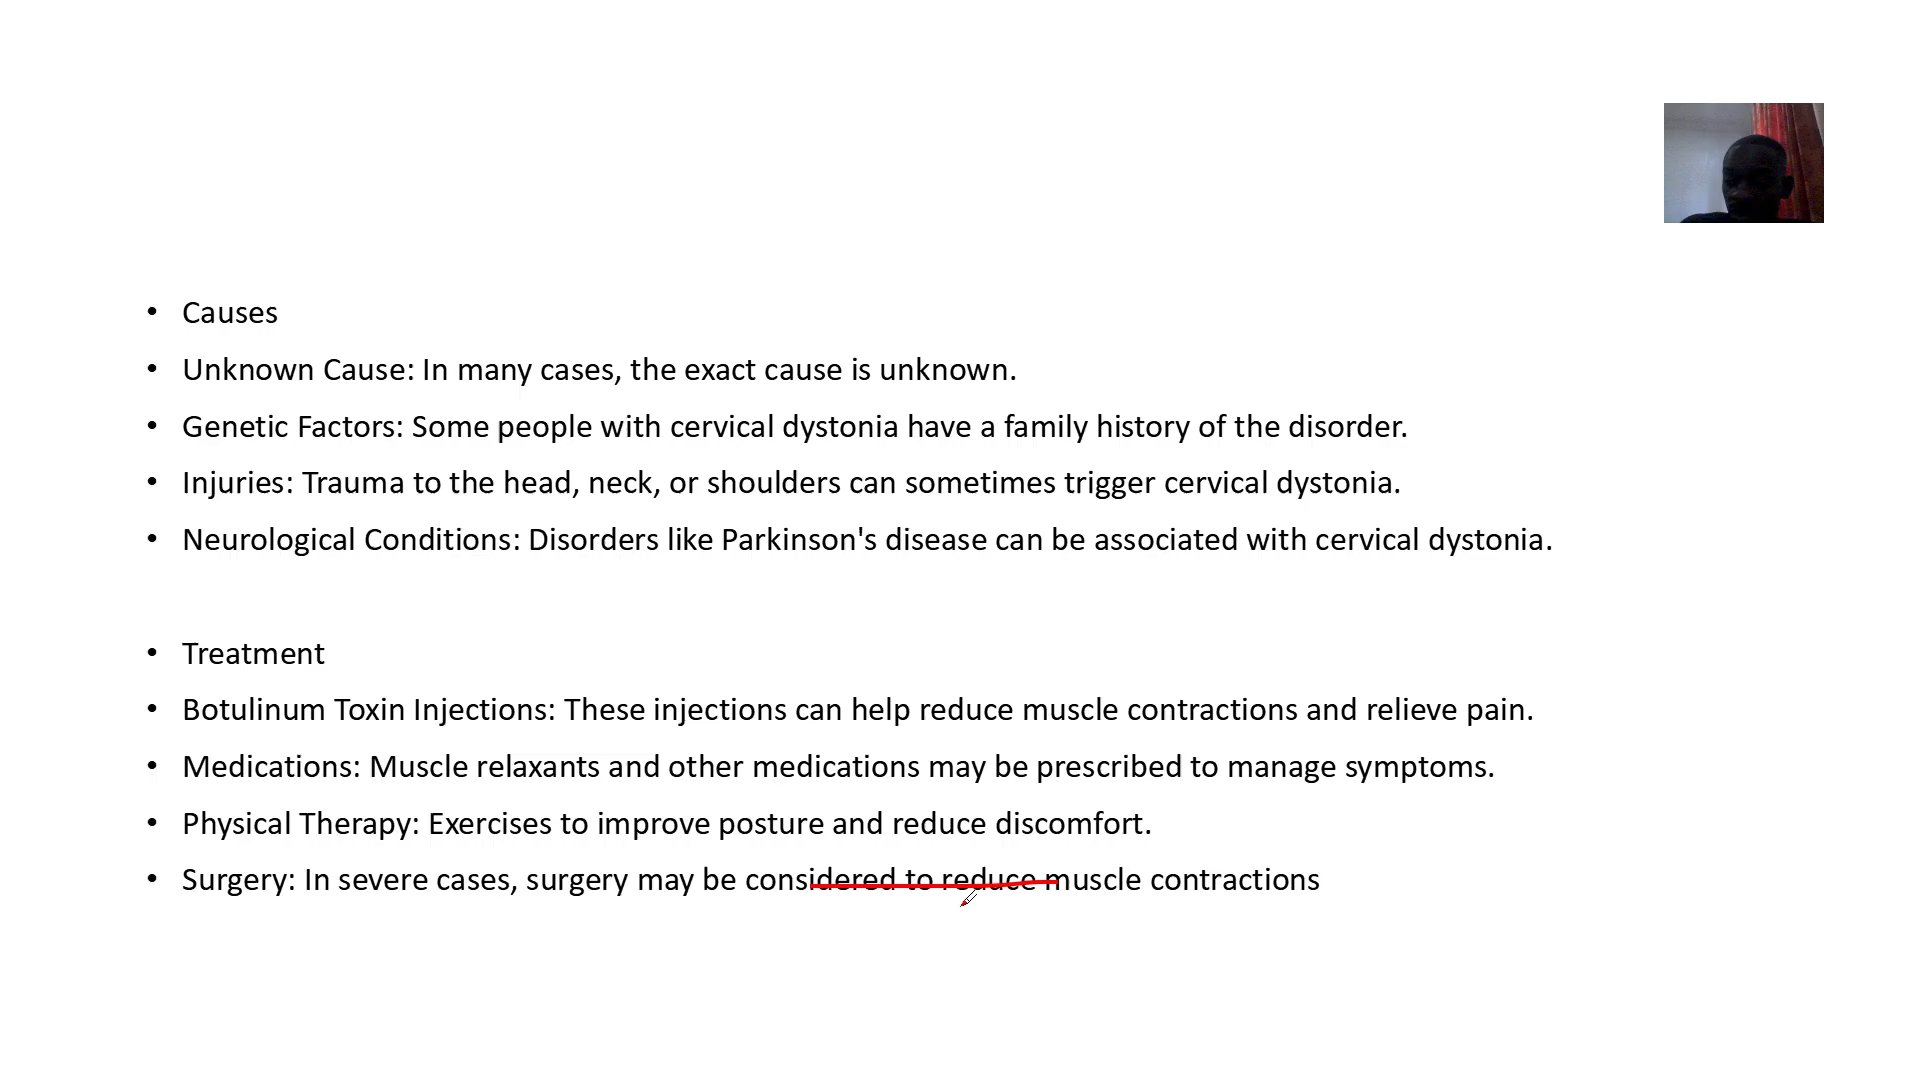 • Causes
• Unknown Cause: In many cases, the exact cause is unknown.
• Genetic Factors: Some people with cervical dystonia have a family history of the disorder.
• Injuries: Trauma to the head, neck, or shoulders can sometimes trigger cervical dystonia.
• Neurological Conditions: Disorders like Parkinson's disease can be associated with cervical dystonia.
• Treatment
• Botulinum Toxin Injections: These injections can help reduce muscle contractions and relieve pain.
• Medications: Muscle relaxants and other medications may be prescribed to manage symptoms.
• Physical Therapy: Exercises to improve posture and reduce discomfort.
• Surgery: In severe cases, surgery may be considered to reduce muscle contractions